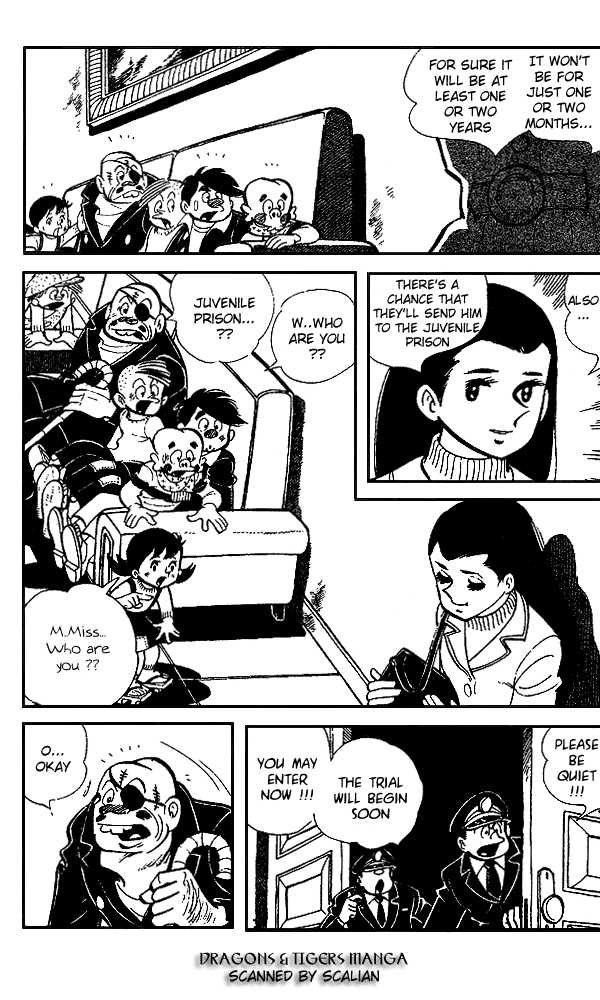 IT WON'T
BE FOR
JUST ONE
OR TWO
MONTHS...
FOR SURE IT
WILL BE AT
LEAST ONE
OR TWO
YEARS
ALSO
...
THERE'S A
CHANCE THAT
THEY'LL SEND HIM
TO THE JUVENILE
PRISON
JUVENILE
PRISON...
??
W..WHO
ARE YOU
??
M..Miss...
Who are
you ??
PLEASE
BE
QUIET
!!!
THE TRIAL
WILL BEGIN
SOON
YOU MAY
ENTER
NOW !!!
O...
OKAY
DRAGONS & TIGERS MANGA
SCANNED BY SCALIAN